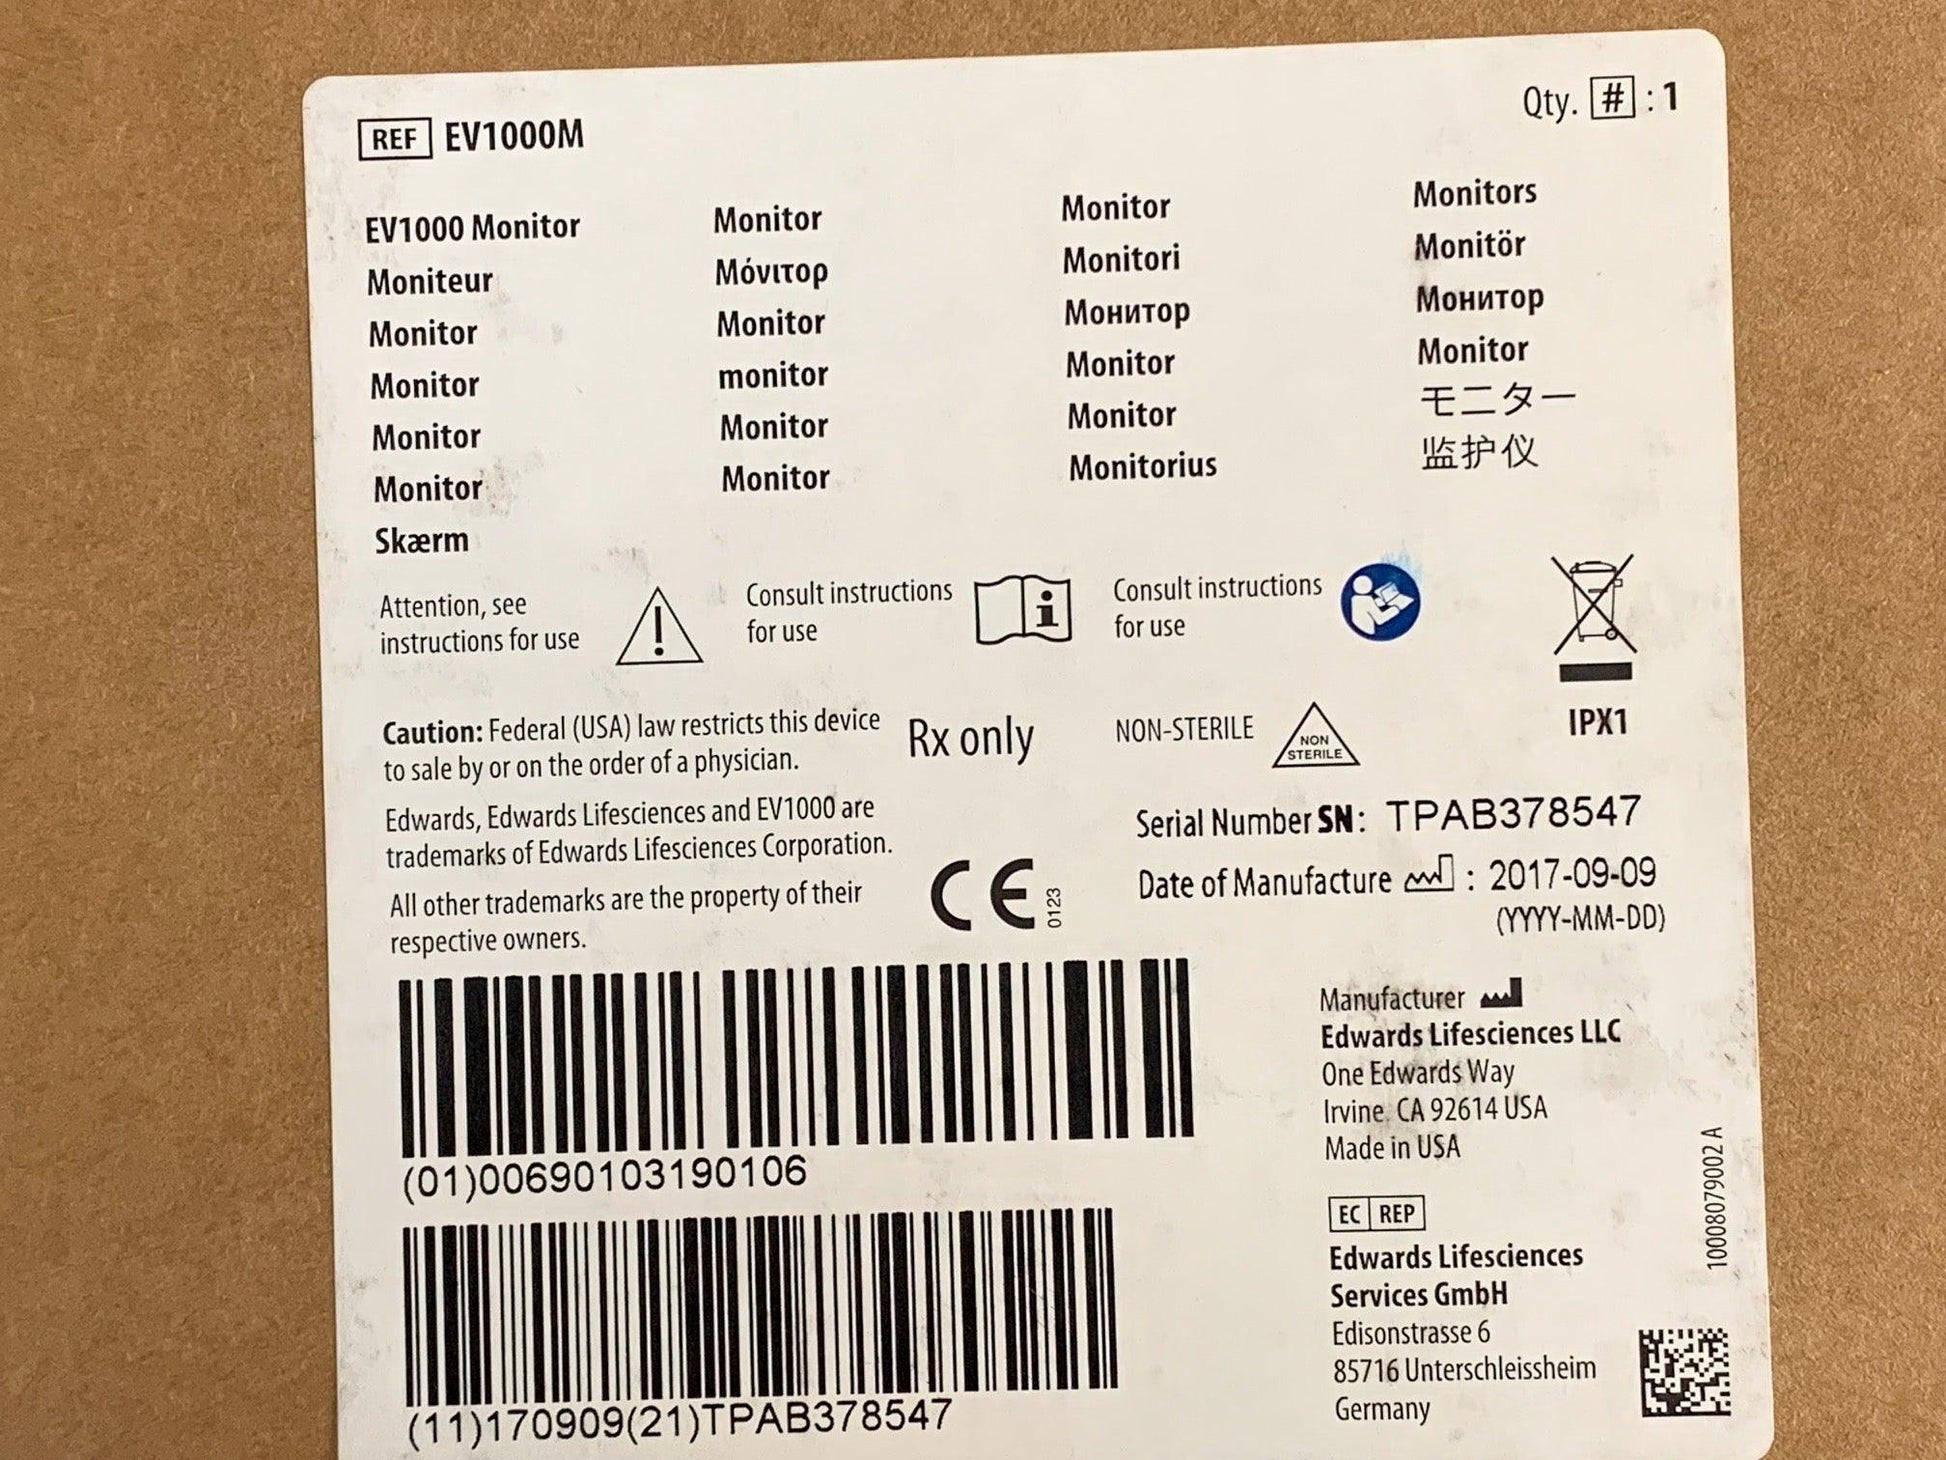 REF EV1000M
Qty. # : 1
EV1000 Monitor
Moniteur
Monitor
Monitor
Monitor
Monitor
Skærm
Monitor
Μόνιτορ
Monitor
monitor
Monitor
Monitor
Monitor
Monitori
Монитор
Monitor
Monitor
Monitorius
Monitors
Monitör
Монитор
Monitor
モニター
监护仪
Attention, see
instructions for use
Consult instructions
for use
Consult instructions
for use
Caution: Federal (USA) law restricts this device
to sale by or on the order of a physician.
Rx only
NON-STERILE
NON
STERILE
IPX1
Edwards, Edwards Lifesciences and EV1000 are
trademarks of Edwards Lifesciences Corporation.
All other trademarks are the property of their
respective owners.
CE 0123
Serial Number SN: TPAB378547
Date of Manufacture : 2017-09-09
(YYYY-MM-DD)
(01)00690103190106
(11)170909(21)TPAB378547
Manufacturer
Edwards Lifesciences LLC
One Edwards Way
Irvine, CA 92614 USA
Made in USA
EC REP
Edwards Lifesciences
Services GmbH
Edisonstrasse 6
85716 Unterschleissheim
Germany
10008079002 A